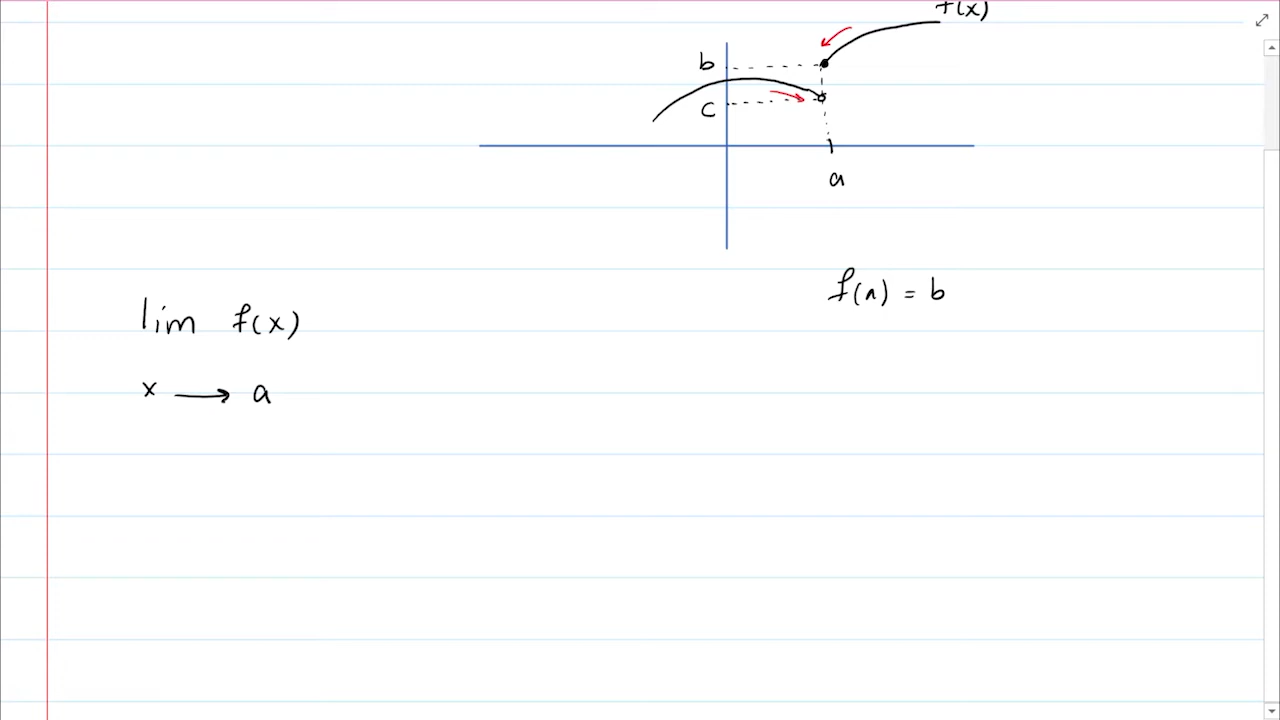 f(x)
b
c
a
f(a) = b
lim f(x)
x → a